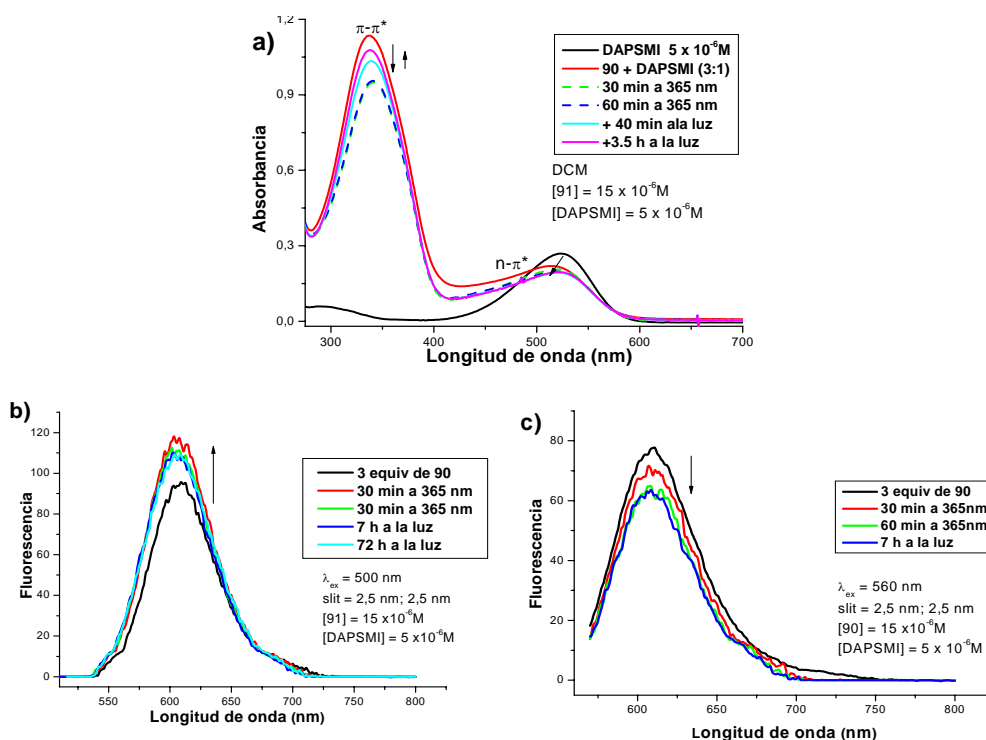 a)
π-π*
n-π*
1,2
0,9
0,6
0,3
0,0
Absorbancia
300 400 500 600 700
Longitud de onda (nm)
DAPSMI 5 x 10⁻⁶M
90 + DAPSMI (3:1)
30 min a 365 nm
60 min a 365 nm
+ 40 min ala luz
+3.5 h a la luz
DCM
[91] = 15 x 10⁻⁶M
[DAPSMI] = 5 x 10⁻⁶M
b)
120
100
80
60
40
20
0
Fluorescencia
550 600 650 700 750 800
Longitud de onda (nm)
3 equiv de 90
30 min a 365 nm
30 min a 365 nm
7 h a la luz
72 h a la luz
λex = 500 nm
slit = 2,5 nm; 2,5 nm
[91] = 15 x10⁻⁶M
[DAPSMI] = 5 x10⁻⁶M
c)
80
60
40
20
0
Fluorescencia
600 650 700 750 800
Longitud de onda (nm)
3 equiv de 90
30 min a 365nm
60 min a 365nm
7 h a la luz
λex = 560 nm
slit = 2,5 nm; 2,5 nm
[90] = 15 x10⁻⁶M
[DAPSMI] = 5 x 10⁻⁶M